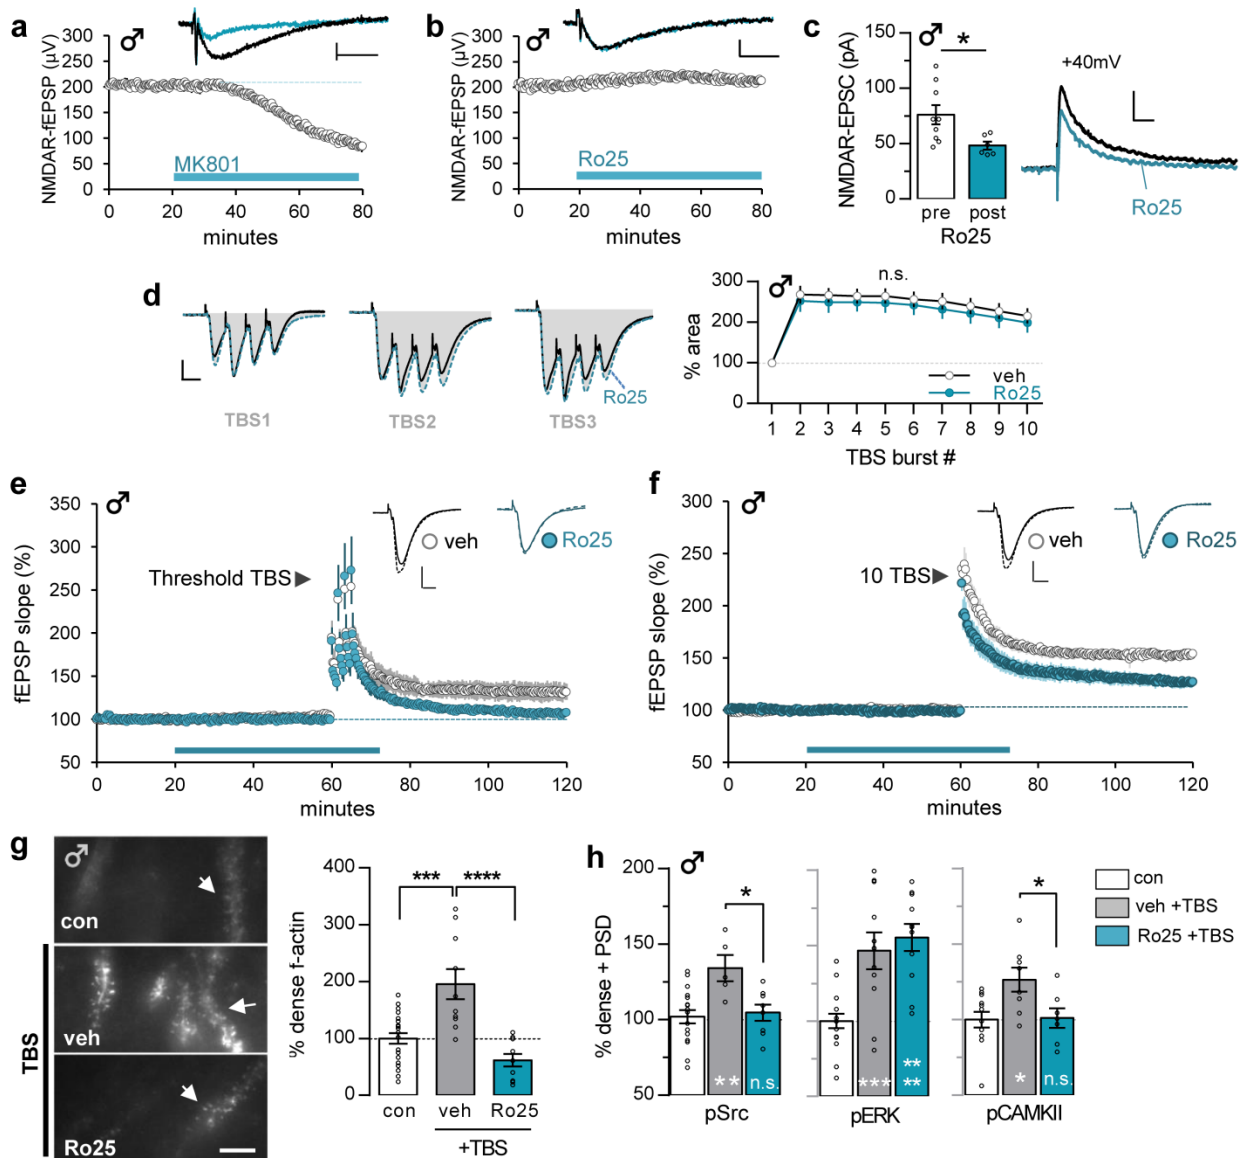 a
♂
NMDAR-fEPSP (µV)
300
250
200
150
100
50
0
MK801
0 20 40 60 80
minutes
b
♂
NMDAR-fEPSP (µV)
300
250
200
150
100
50
0
Ro25
0 20 40 60 80
minutes
c
♂
NMDAR-EPSC (pA)
150
100
50
0
*
pre post
Ro25
+40mV
Ro25
d
TBS1 TBS2 TBS3
Ro25
♂
n.s.
% area
300
200
100
0
veh
Ro25
1 2 3 4 5 6 7 8 9 10
TBS burst #
e
♂
fEPSP slope (%)
350
300
250
200
150
100
50
Threshold TBS
veh
Ro25
0 20 40 60 80 100 120
minutes
f
♂
fEPSP slope (%)
300
250
200
150
100
50
10 TBS
veh
Ro25
0 20 40 60 80 100 120
minutes
g
♂
con
veh
Ro25
TBS
% dense f-actin
400
300
200
100
0
*** ****
con veh Ro25
+TBS
h
♂
% dense + PSD
200
150
100
50
*
** n.s.
pSrc
*** **
**
pERK
*
* n.s.
pCAMKII
con
veh +TBS
Ro25 +TBS